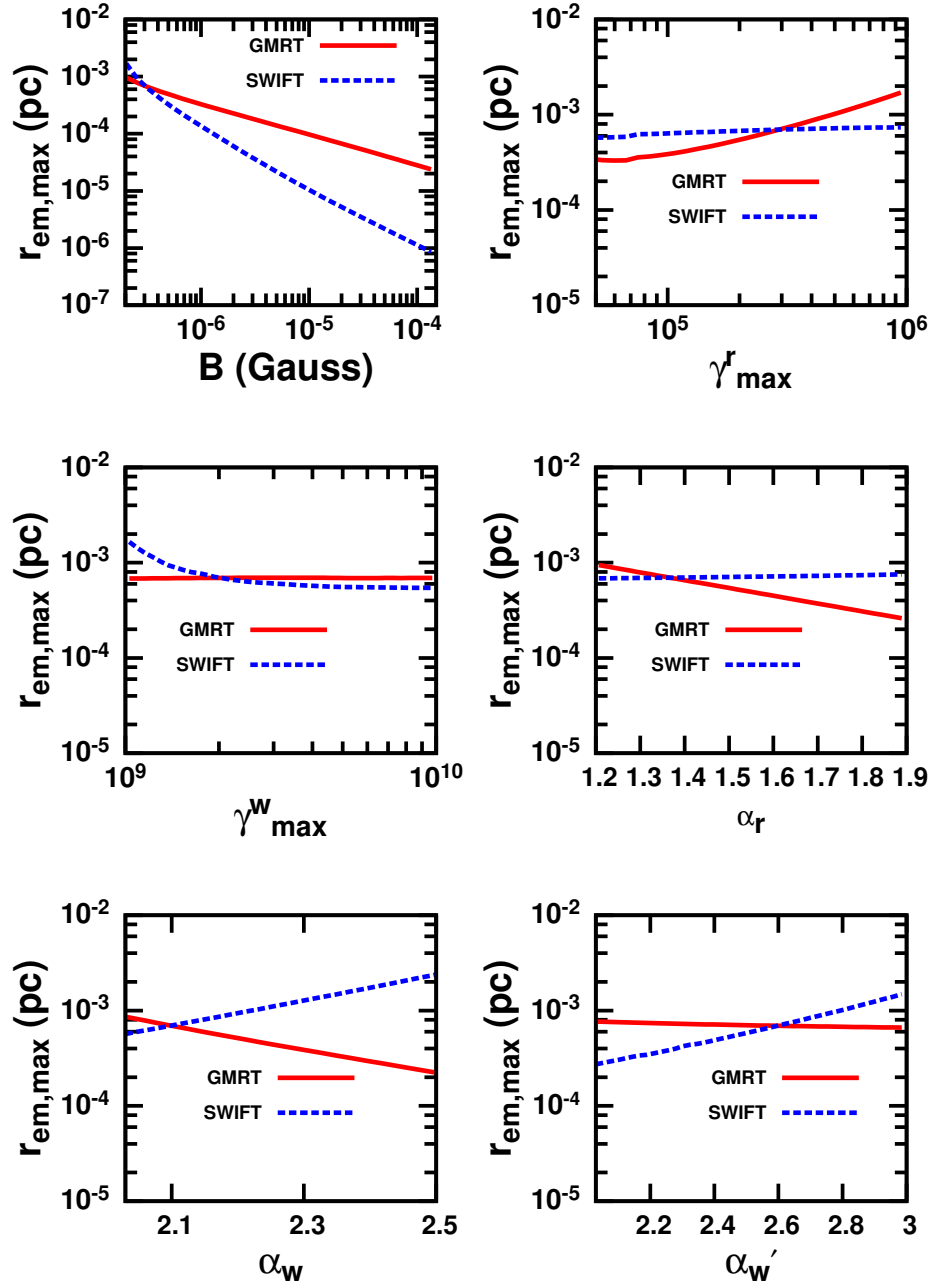 r_em,max (pc)
10^-2
10^-3
10^-4
10^-5
10^-6
10^-7
GMRT
SWIFT
10^-6 10^-5 10^-4
B (Gauss)
r_em,max (pc)
10^-2
10^-3
10^-4
10^-5
GMRT
SWIFT
10^5 10^6
γ^r_max
r_em,max (pc)
10^-2
10^-3
10^-4
10^-5
GMRT
SWIFT
10^9 10^10
γ^w_max
r_em,max (pc)
10^-2
10^-3
10^-4
10^-5
GMRT
SWIFT
1.2 1.3 1.4 1.5 1.6 1.7 1.8 1.9
α_r
r_em,max (pc)
10^-2
10^-3
10^-4
10^-5
GMRT
SWIFT
2.1 2.3 2.5
α_w
r_em,max (pc)
10^-2
10^-3
10^-4
10^-5
GMRT
SWIFT
2.2 2.4 2.6 2.8 3
α_w′